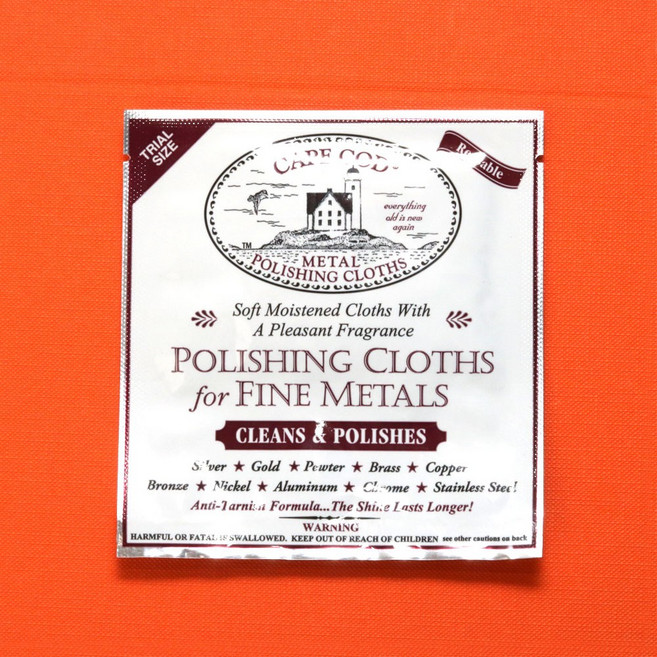 TRIAL
SIZE
CAPE COD
everything
old is new
again
TM
METAL
POLISHING CLOTHS
Soft Moistened Cloths With
A Pleasant Fragrance
POLISHING CLOTHS
for FINE METALS
CLEANS & POLISHES
Silver ★ Gold ★ Pewter ★ Brass ★ Copper
Bronze ★ Nickel ★ Aluminum ★ Chrome ★ Stainless Steel
Anti-Tarnish Formula...The Shine Lasts Longer!
WARNING
HARMFUL OR FATAL IF SWALLOWED. KEEP OUT OF REACH OF CHILDREN see other cautions on back